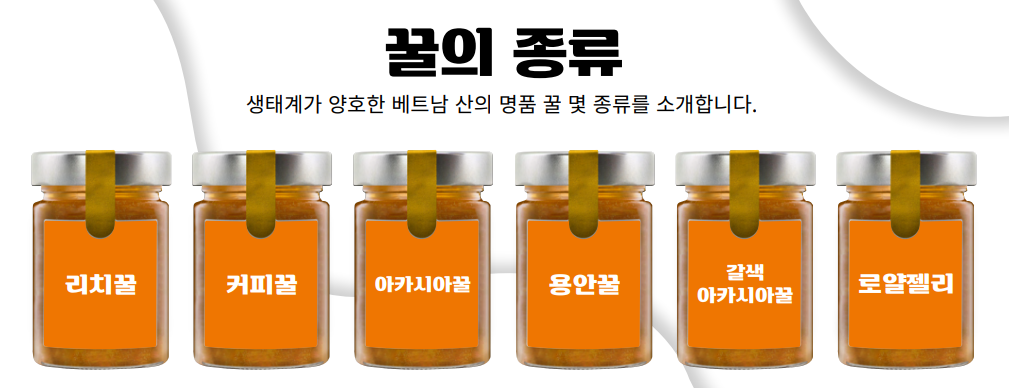 꿀의 종류
생태계가 양호한 베트남 산의 명품 꿀 몇 종류를 소개합니다.
리치꿀
커피꿀
아카시아꿀
용안꿀
갈색
아카시아꿀
로얄젤리